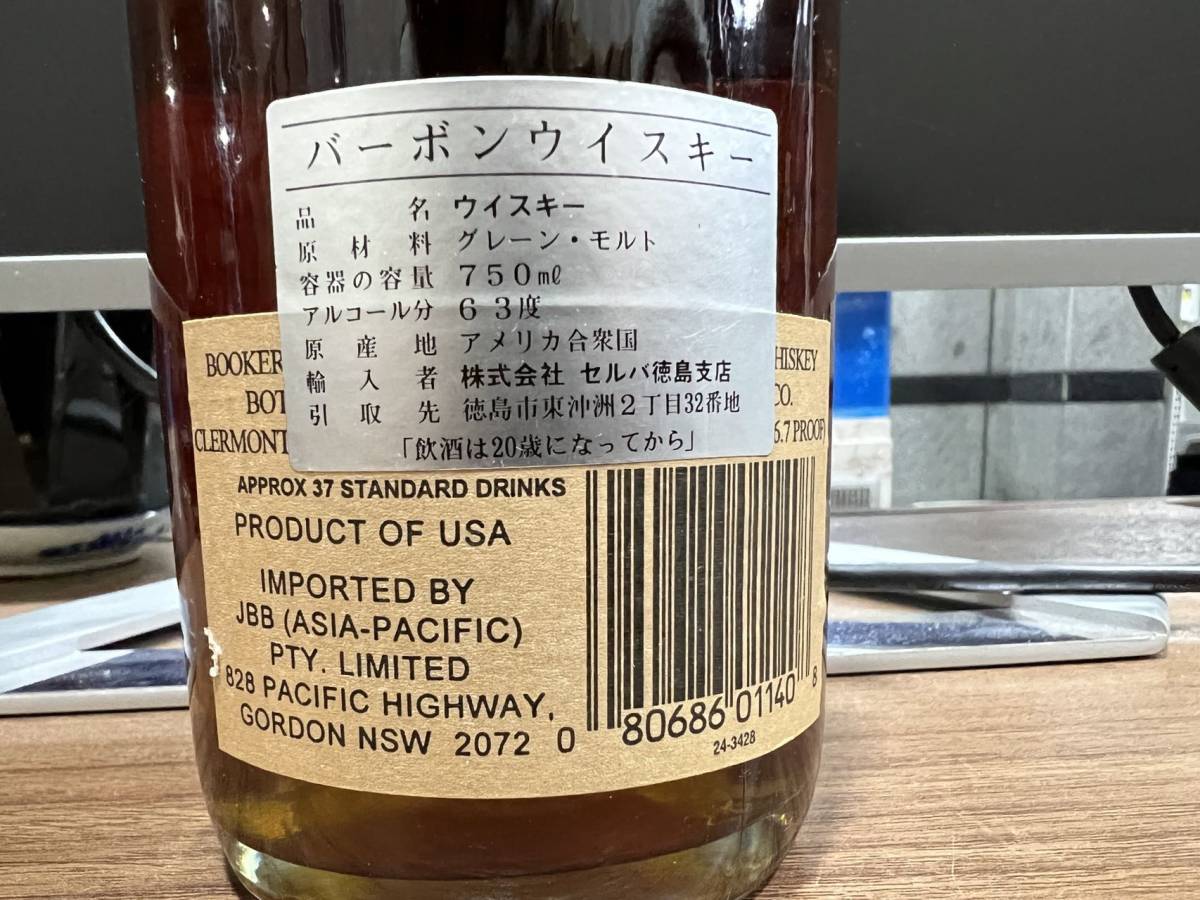 バーボンウイスキー
品名 ウイスキー
原材料 グレーン・モルト
容器の容量 750㎖
アルコール分 63度
原産地 アメリカ合衆国
輸入者 株式会社 セルバ徳島支店
引取先 徳島市東沖洲2丁目32番地
「飲酒は20歳になってから」
BOOKER HISKEY
BOT CO.
CLERMONT 6.7 PROOF)
APPROX 37 STANDARD DRINKS
PRODUCT OF USA
IMPORTED BY
JBB (ASIA-PACIFIC)
PTY. LIMITED
828 PACIFIC HIGHWAY,
GORDON NSW 2072
0 80686 01140 8
24-3428